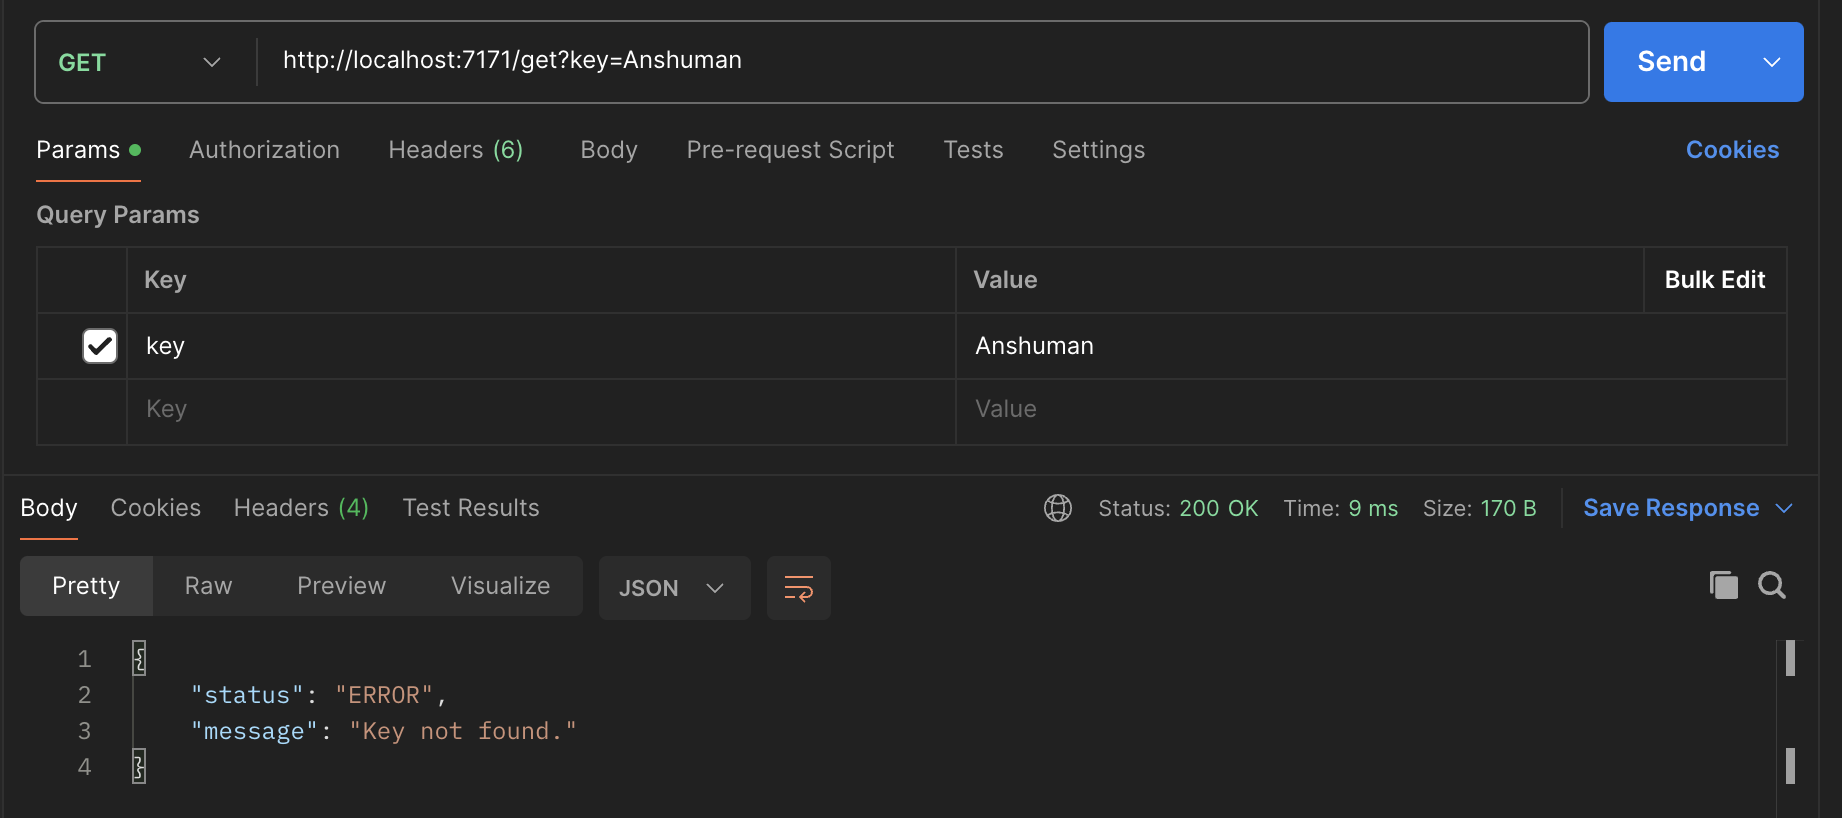 GET http://localhost:7171/get?key=Anshuman Send
Params Authorization Headers (6) Body Pre-request Script Tests Settings Cookies
Query Params
Key Value Bulk Edit
key Anshuman
Key Value
Body Cookies Headers (4) Test Results Status: 200 OK Time: 9 ms Size: 170 B Save Response
Pretty Raw Preview Visualize JSON
1 {
2 "status": "ERROR",
3 "message": "Key not found."
4 }